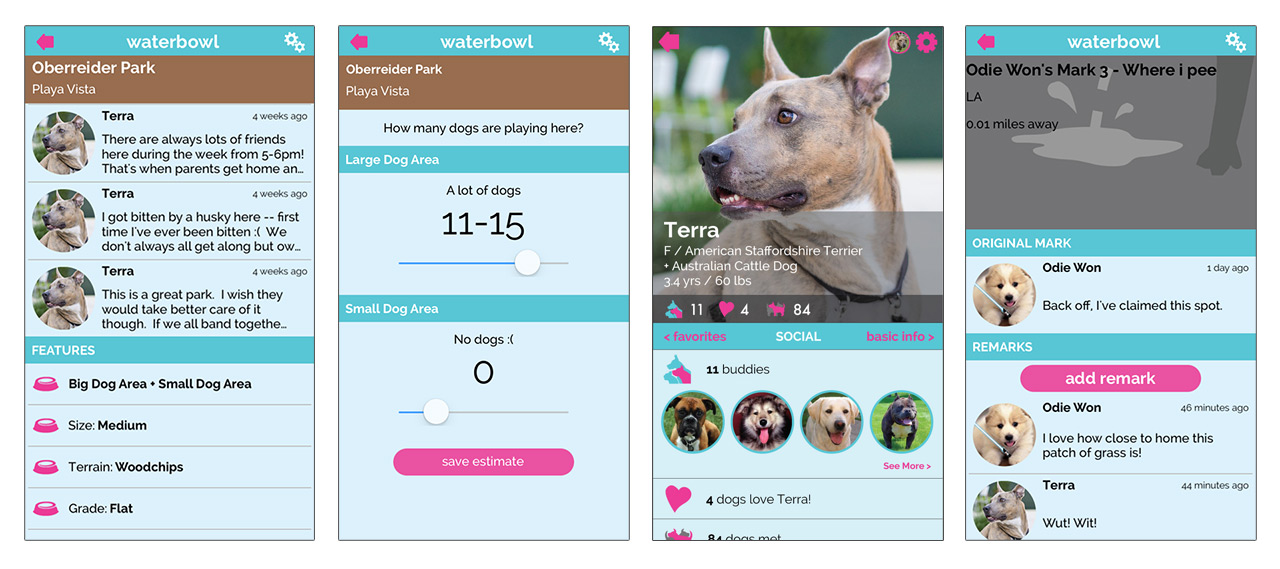 waterbowl
Oberreider Park
Playa Vista
Terra
4 weeks ago
There are always lots of friends
here during the week from 5-6pm!
That's when parents get home an...
Terra
4 weeks ago
I got bitten by a husky here -- first
time I've ever been bitten :( We
don't always all get along but ow...
Terra
4 weeks ago
This is a great park. I wish they
would take better care of it
though. If we all band togethe...
FEATURES
Big Dog Area + Small Dog Area
Size: Medium
Terrain: Woodchips
Grade: Flat
waterbowl
Oberreider Park
Playa Vista
How many dogs are playing here?
Large Dog Area
A lot of dogs
11-15
Small Dog Area
No dogs :(
0
save estimate
Terra
F / American Staffordshire Terrier
+ Australian Cattle Dog
3.4 yrs / 60 lbs
11 4 84
< favorites SOCIAL basic info >
11 buddies
See More >
4 dogs love Terra!
84 dogs met
waterbowl
Odie Won's Mark 3 - Where i pee
LA
0.01 miles away
ORIGINAL MARK
Odie Won
1 day ago
Back off, I've claimed this spot.
REMARKS
add remark
Odie Won
46 minutes ago
I love how close to home this
patch of grass is!
Terra
44 minutes ago
Wut! Wit!